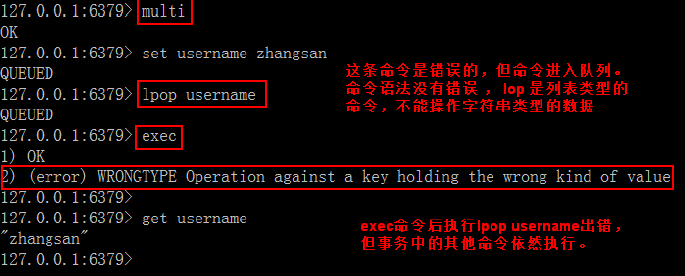 127.0.0.1:6379> multi
OK
127.0.0.1:6379> set username zhangsan
QUEUED
127.0.0.1:6379> lpop username
QUEUED
127.0.0.1:6379> exec
1) OK
2) (error) WRONGTYPE Operation against a key holding the wrong kind of value
127.0.0.1:6379>
127.0.0.1:6379> get username
"zhangsan"
127.0.0.1:6379>
这条命令是错误的，但命令进入队列。
命令语法没有错误 ，lop 是列表类型的
命令，不能操作字符串类型的数据
exec命令后执行lpop username出错，
但事务中的其他命令依然执行。